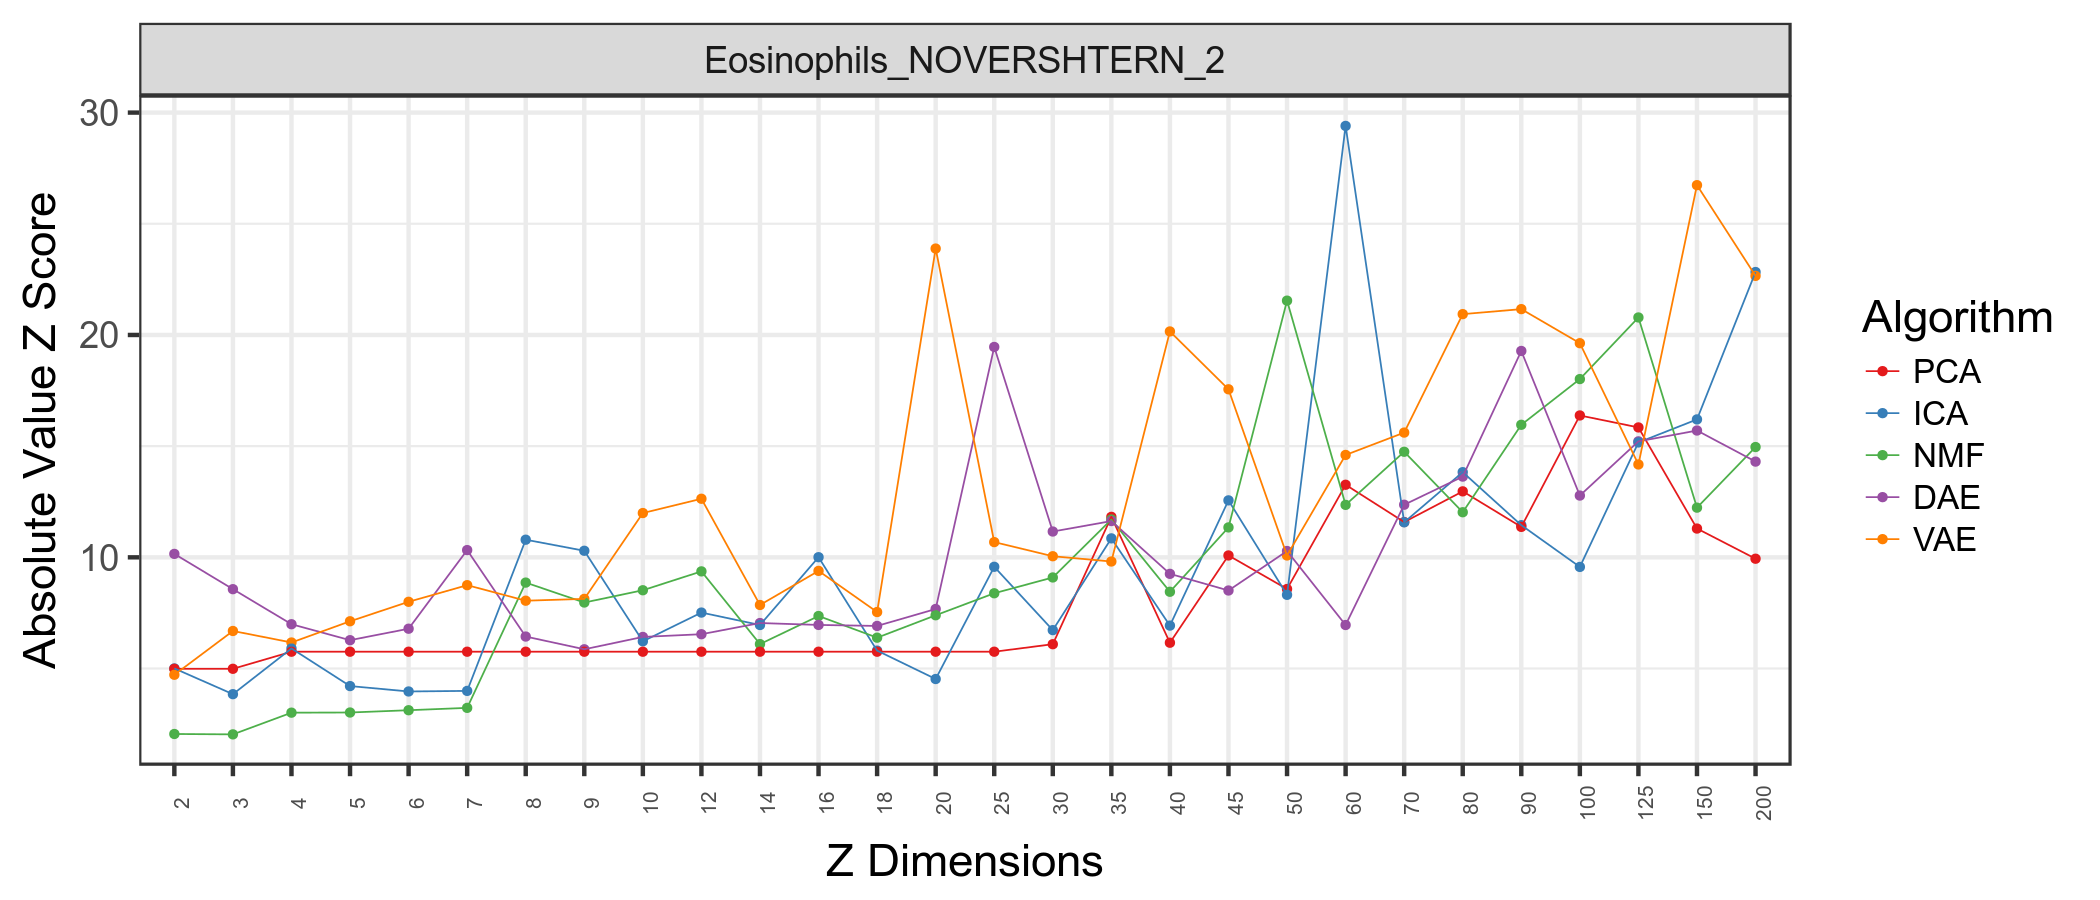 Eosinophils_NOVERSHTERN_2
30
20
10
Absolute Value Z Score
2 3 4 5 6 7 8 9 10 12 14 16 18 20 25 30 35 40 45 50 60 70 80 90 100 125 150 200
Z Dimensions
Algorithm
PCA
ICA
NMF
DAE
VAE